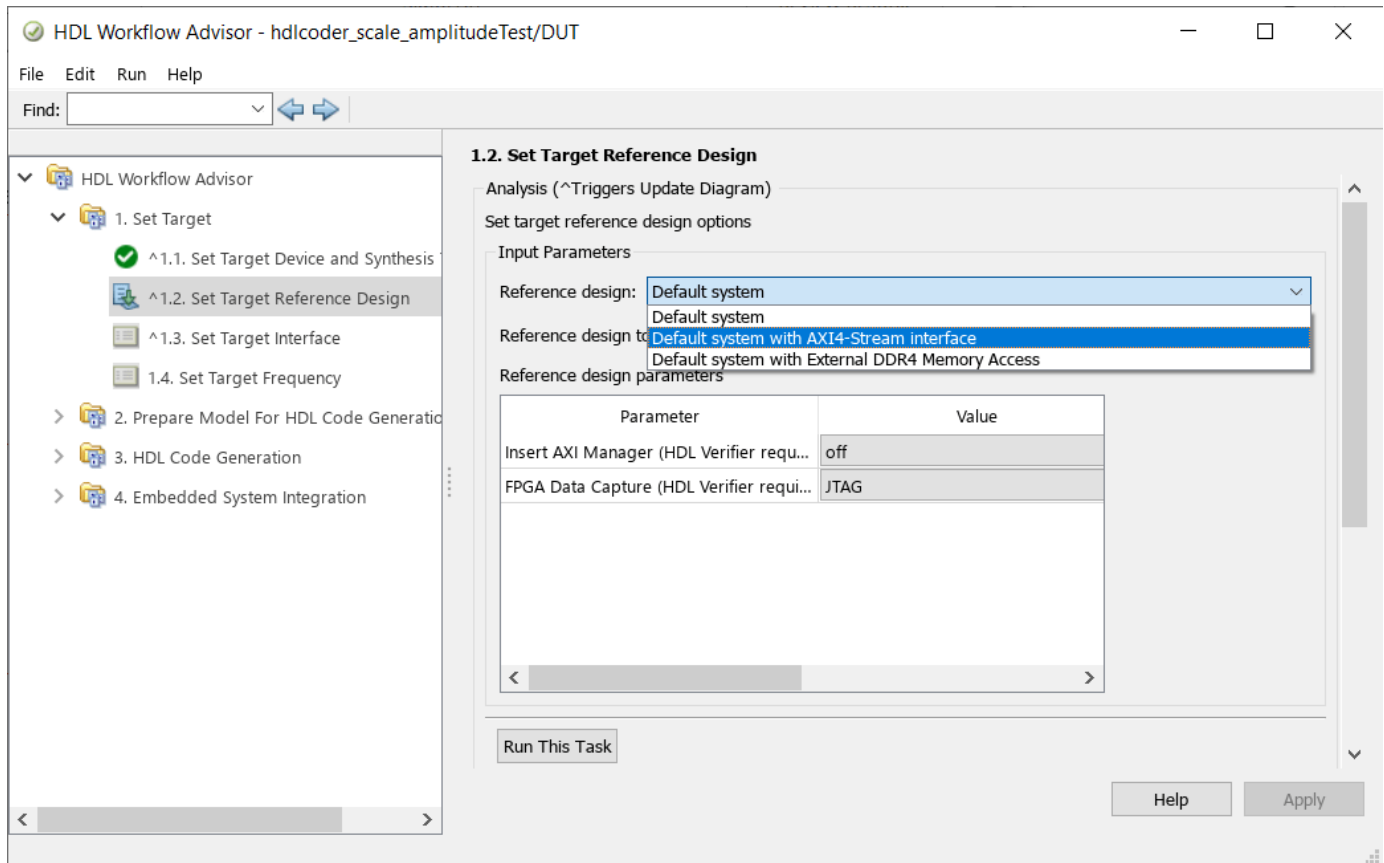 HDL Workflow Advisor - hdlcoder_scale_amplitudeTest/DUT
File Edit Run Help
Find:
HDL Workflow Advisor
1. Set Target
^1.1. Set Target Device and Synthesis
^1.2. Set Target Reference Design
^1.3. Set Target Interface
1.4. Set Target Frequency
2. Prepare Model For HDL Code Generatio
3. HDL Code Generation
4. Embedded System Integration
1.2. Set Target Reference Design
Analysis (^Triggers Update Diagram)
Set target reference design options
Input Parameters
Reference design: Default system
Default system
Reference design to Default system with AXI4-Stream interface
Default system with External DDR4 Memory Access
Reference design parameters
Parameter Value
Insert AXI Manager (HDL Verifier requ... off
FPGA Data Capture (HDL Verifier requi... JTAG
Run This Task
Help Apply